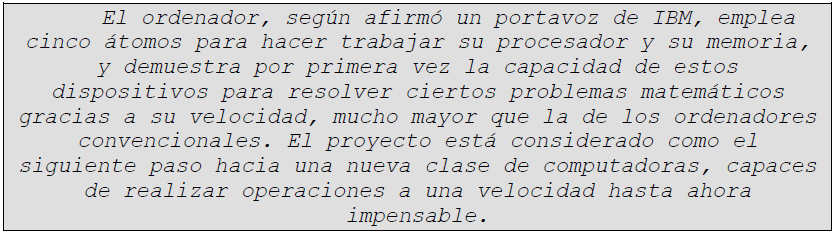 El ordenador, según afirmó un portavoz de IBM, emplea
cinco átomos para hacer trabajar su procesador y su memoria,
y demuestra por primera vez la capacidad de estos
dispositivos para resolver ciertos problemas matemáticos
gracias a su velocidad, mucho mayor que la de los ordenadores
convencionales. El proyecto está considerado como el
siguiente paso hacia una nueva clase de computadoras, capaces
de realizar operaciones a una velocidad hasta ahora
impensable.